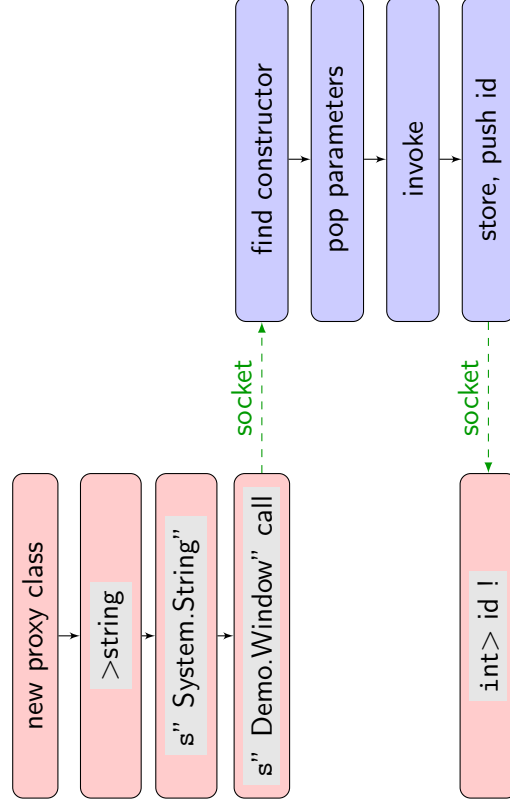 new proxy class
>string
s” System.String”
s” Demo.Window” call
socket
find constructor
pop parameters
invoke
store, push id
socket
int> id !